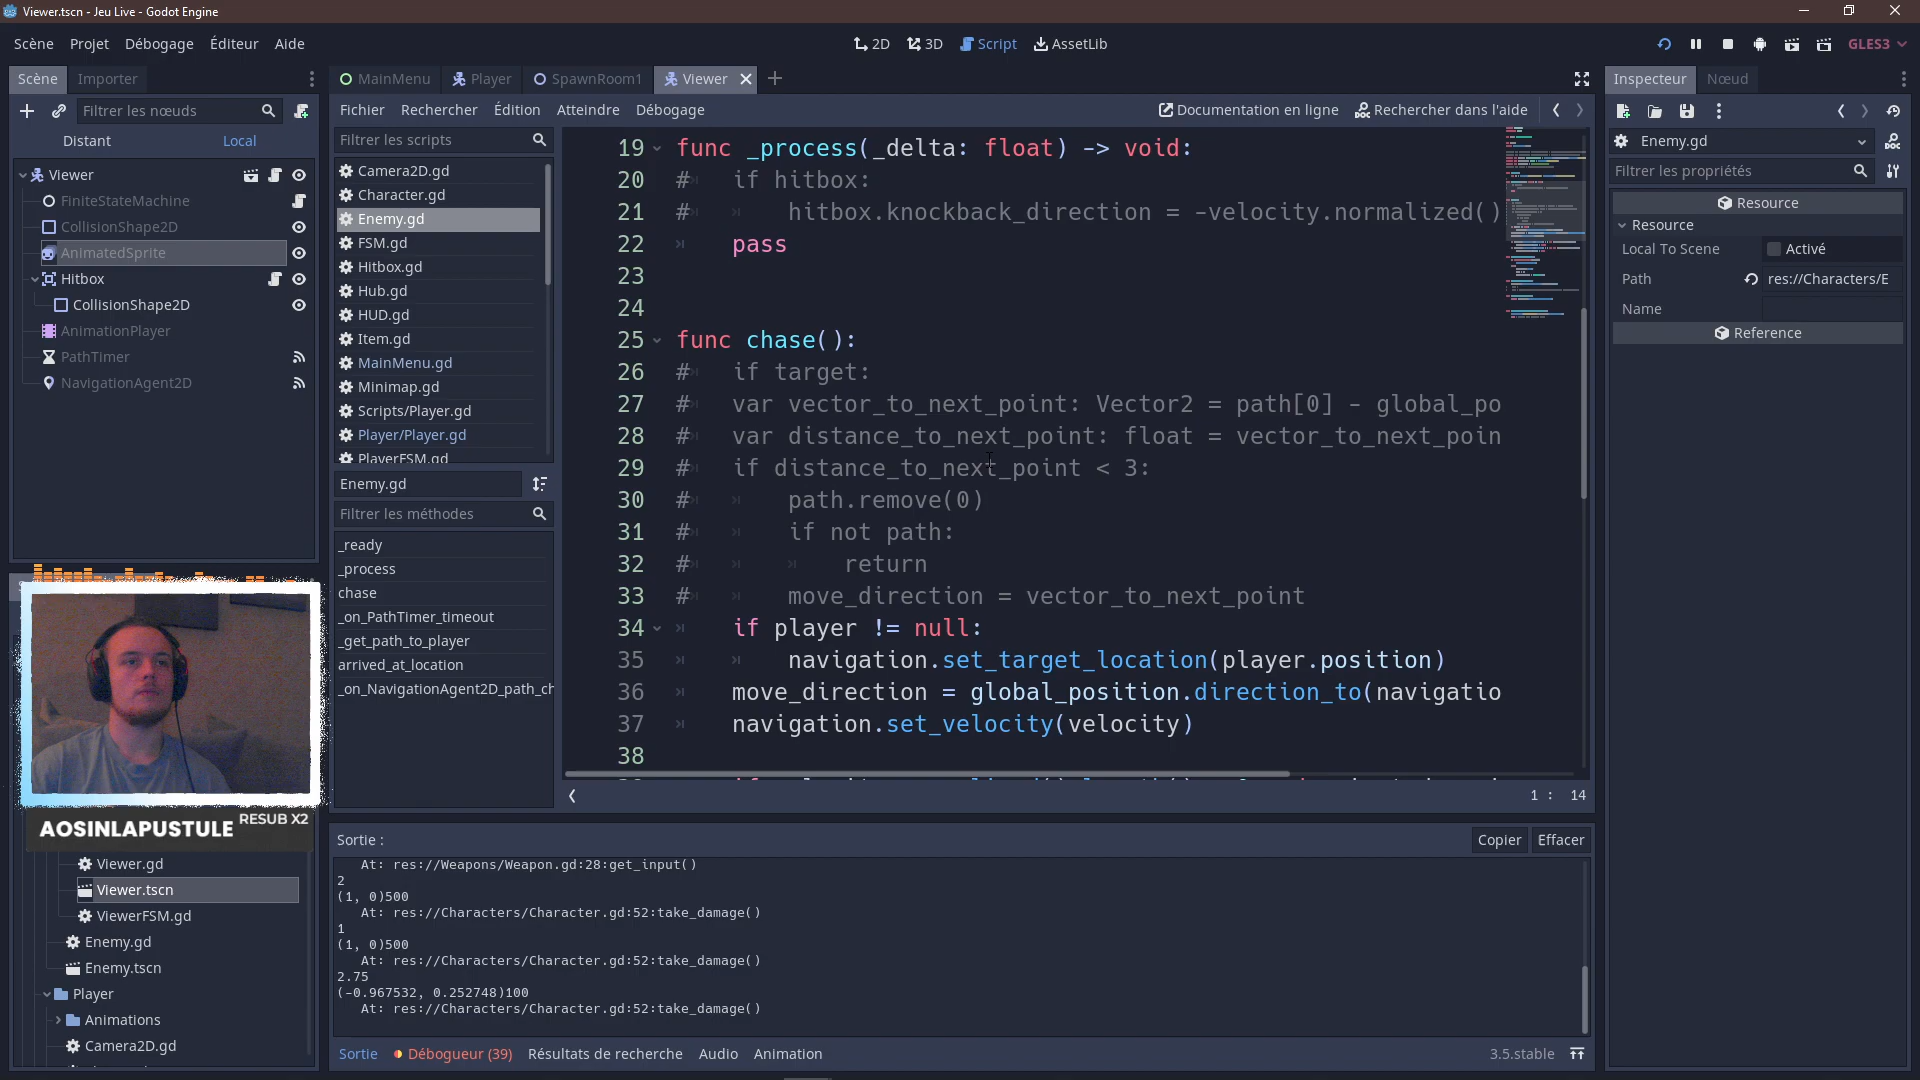 Viewer.tscn - Jeu Live - Godot Engine
Scène Projet Débogage Éditeur Aide
2D 3D Script AssetLib
GLES3
Scène Importer
MainMenu Player SpawnRoom1 Viewer
Inspecteur Nœud
Filtrer les nœuds
Fichier Rechercher Édition Atteindre Débogage
Documentation en ligne Rechercher dans l'aide
Distant Local
Viewer
FiniteStateMachine
CollisionShape2D
AnimatedSprite
Hitbox
CollisionShape2D
AnimationPlayer
PathTimer
NavigationAgent2D
Filtrer les scripts
Camera2D.gd
Character.gd
Enemy.gd
FSM.gd
Hitbox.gd
Hub.gd
HUD.gd
Item.gd
MainMenu.gd
Minimap.gd
Scripts/Player.gd
Player/Player.gd
PlayerFSM.gd
Enemy.gd
Filtrer les méthodes
_ready
_process
chase
_on_PathTimer_timeout
_get_path_to_player
arrived_at_location
_on_NavigationAgent2D_path_ch
19 func _process(_delta: float) -> void:
20 # if hitbox:
21 # hitbox.knockback_direction = -velocity.normalized()
22 pass
23
24
25 func chase():
26 # if target:
27 # var vector_to_next_point: Vector2 = path[0] - global_po
28 # var distance_to_next_point: float = vector_to_next_poin
29 # if distance_to_next_point < 3:
30 # path.remove(0)
31 # if not path:
32 # return
33 # move_direction = vector_to_next_point
34 if player != null:
35 navigation.set_target_location(player.position)
36 move_direction = global_position.direction_to(navigatio
37 navigation.set_velocity(velocity)
38
1 : 14
Enemy.gd
Filtrer les propriétés
Resource
Resource
Local To Scene Activé
Path res://Characters/E
Name
Reference
AOSINLAPUSTULE RESUB X2
Viewer.gd
Viewer.tscn
ViewerFSM.gd
Enemy.gd
Enemy.tscn
Player
Animations
Camera2D.gd
Sortie :
Copier Effacer
At: res://Weapons/Weapon.gd:28:get_input()
2
(1, 0)500
At: res://Characters/Character.gd:52:take_damage()
1
(1, 0)500
At: res://Characters/Character.gd:52:take_damage()
2.75
(-0.967532, 0.252748)100
At: res://Characters/Character.gd:52:take_damage()
Sortie Débogueur (39) Résultats de recherche Audio Animation
3.5.stable